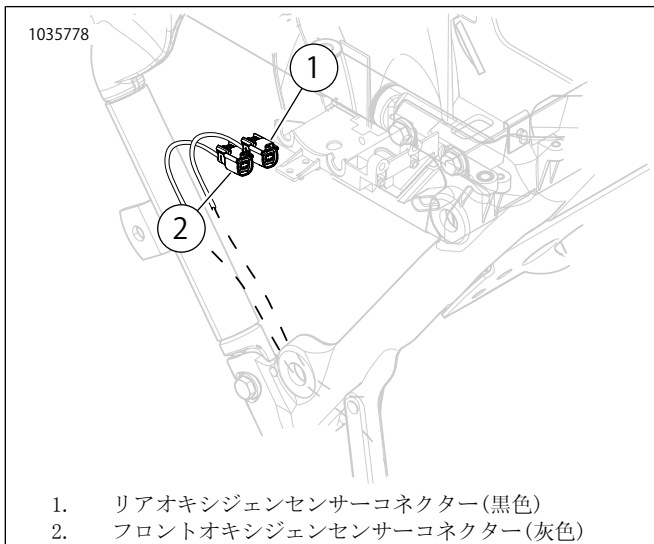 1035778
1
2
1. リアオキシジェンセンサーコネクター(黒色)
2. フロントオキシジェンセンサーコネクター(灰色)